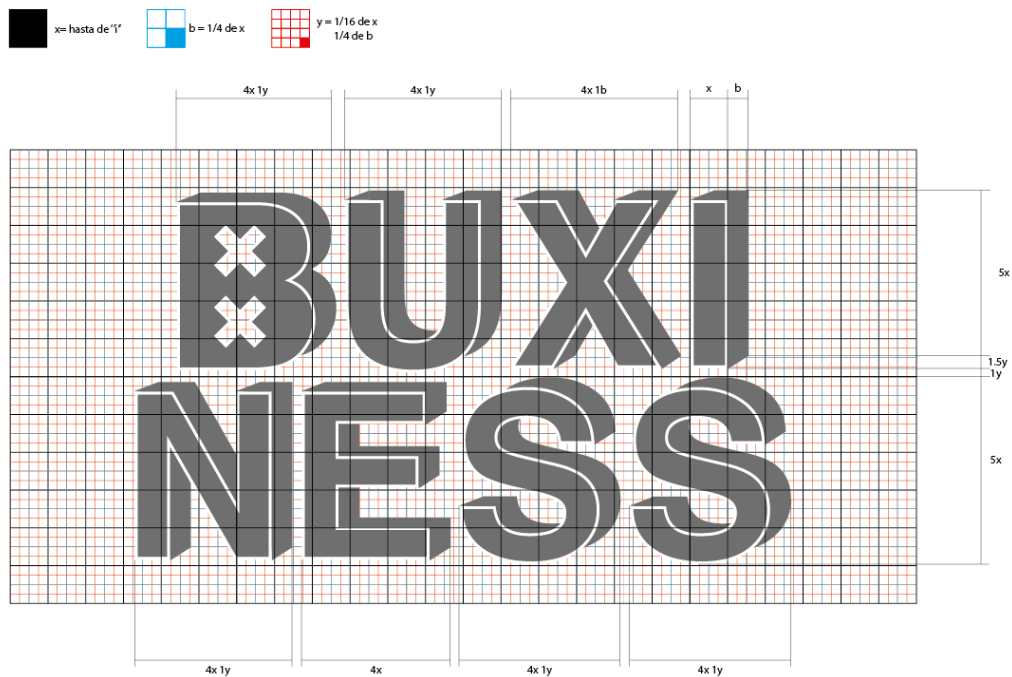 x= hasta de "i"
b = 1/4 de x
y = 1/16 de x
1/4 de b
4x 1y
4x 1y
4x 1b
x
b
BUXI
5x
1.5y
1y
NESS
5x
4x 1y
4x
4x 1y
4x 1y